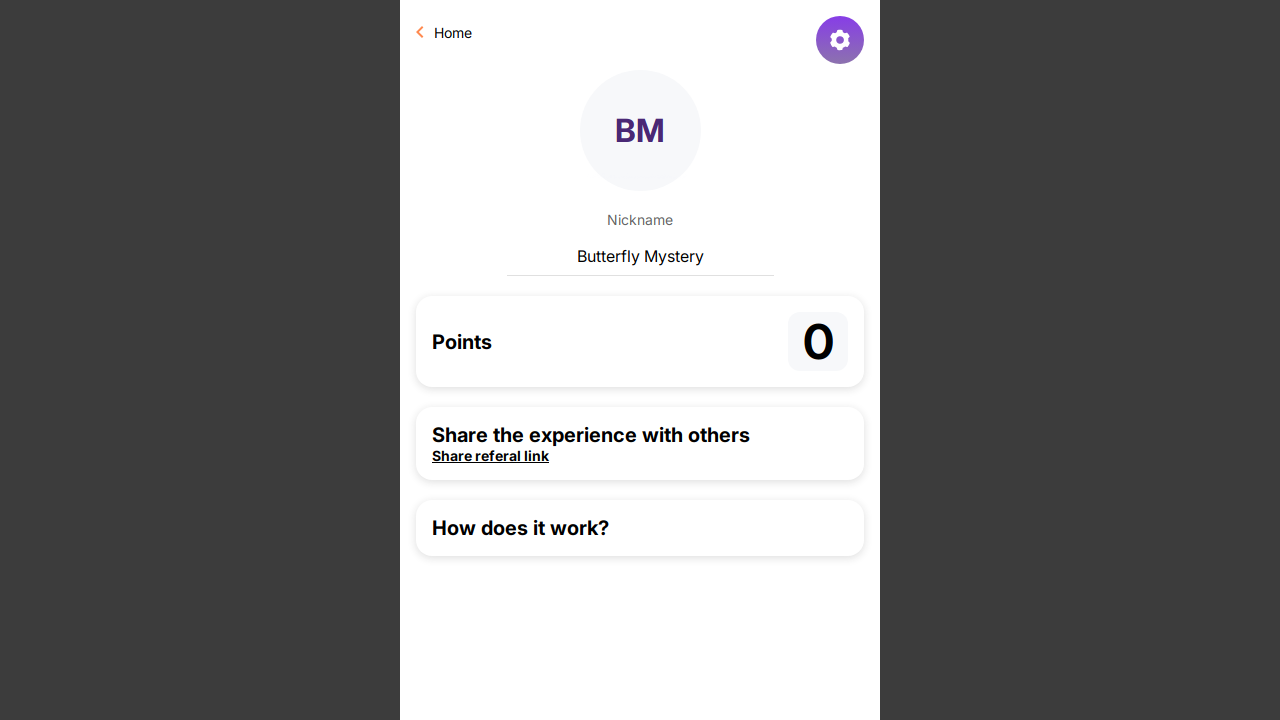 Home
BM
Nickname
Butterfly Mystery
Points
0
Share the experience with others
Share referal link
How does it work?